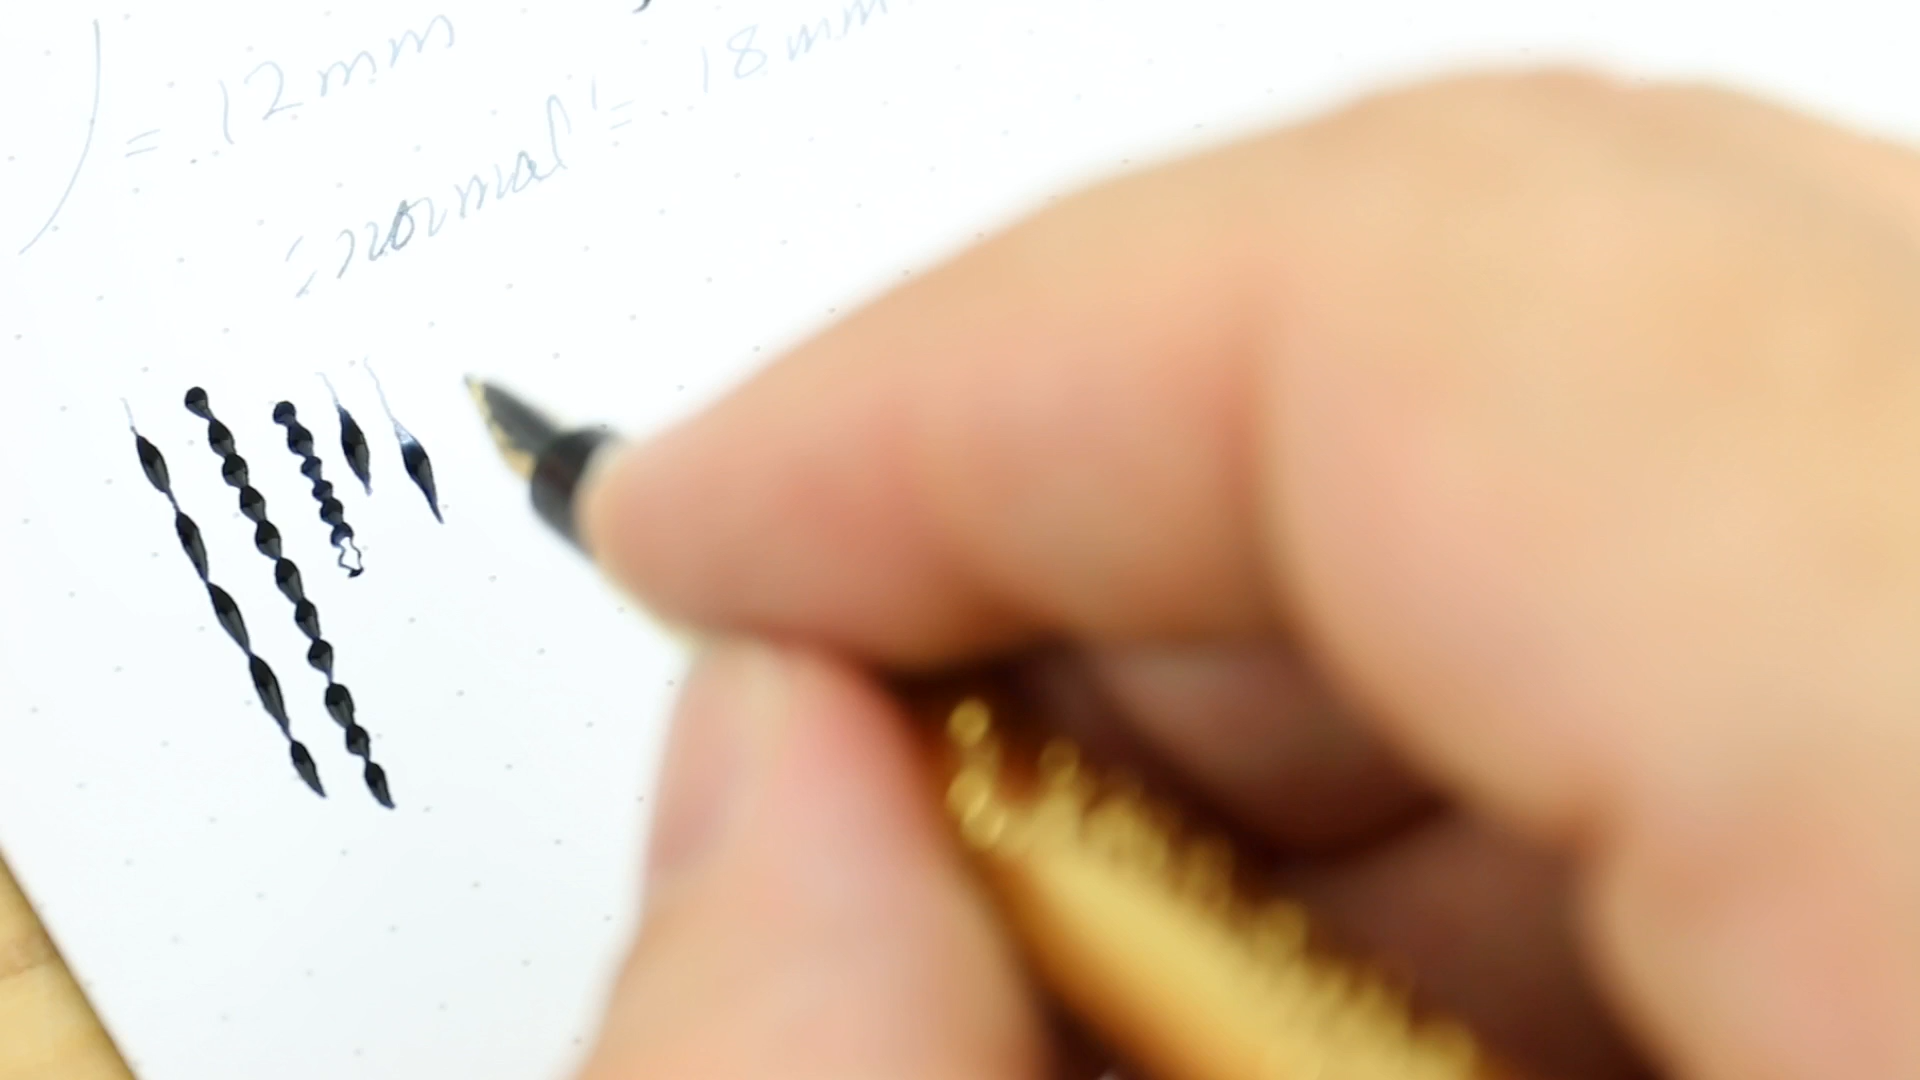 = 12mm
'normal' = 18mm